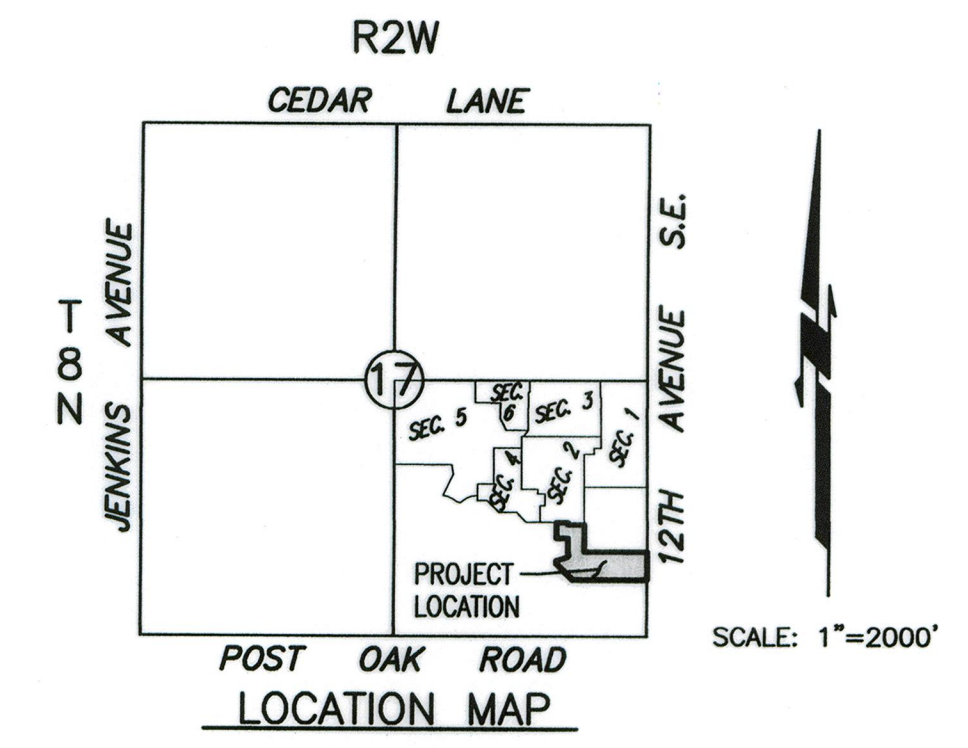 R2W
CEDAR LANE
JENKINS AVENUE
T
8
N
12TH AVENUE S.E.
17
SEC. 5
SEC.
6
SEC. 3
SEC. 1
SEC. 4
SEC. 2
PROJECT
LOCATION
POST OAK ROAD
SCALE: 1"=2000'
LOCATION MAP